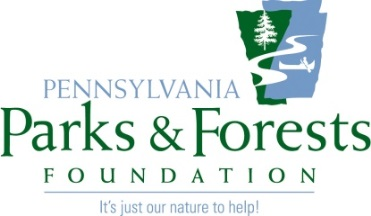 PENNSYLVANIA
Parks & Forests
FOUNDATION
It's just our nature to help!